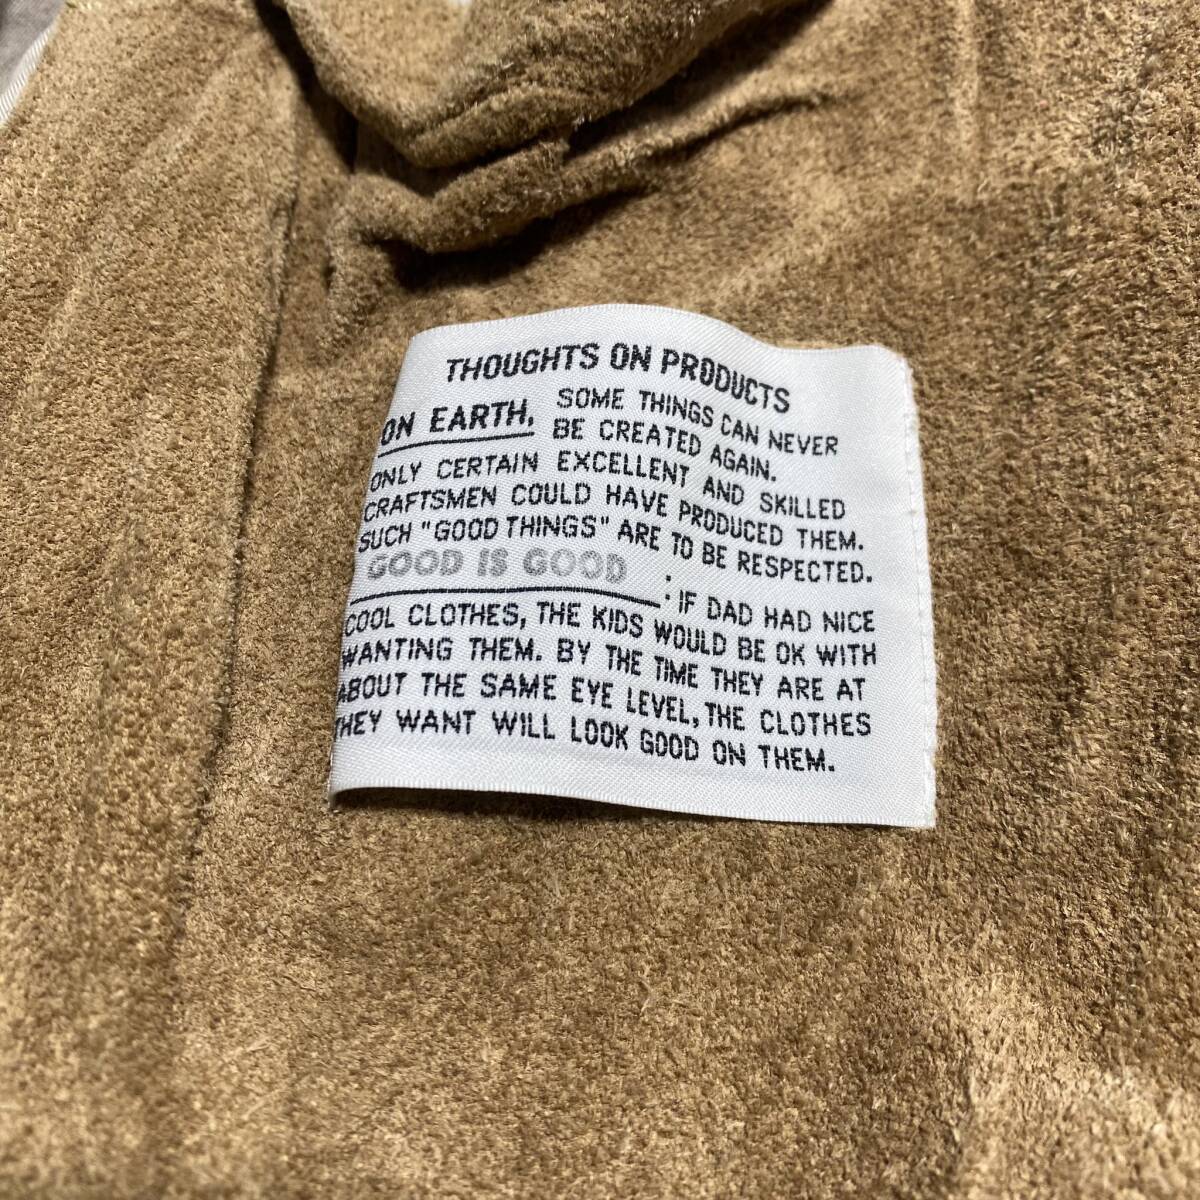 THOUGHTS ON PRODUCTS
ON EARTH, SOME THINGS CAN NEVER
BE CREATED AGAIN.
ONLY CERTAIN EXCELLENT AND SKILLED
CRAFTSMEN COULD HAVE PRODUCED THEM.
SUCH "GOOD THINGS" ARE TO BE RESPECTED.
GOOD IS GOOD : IF DAD HAD NICE
COOL CLOTHES, THE KIDS WOULD BE OK WITH
WANTING THEM. BY THE TIME THEY ARE AT
ABOUT THE SAME EYE LEVEL, THE CLOTHES
THEY WANT WILL LOOK GOOD ON THEM.